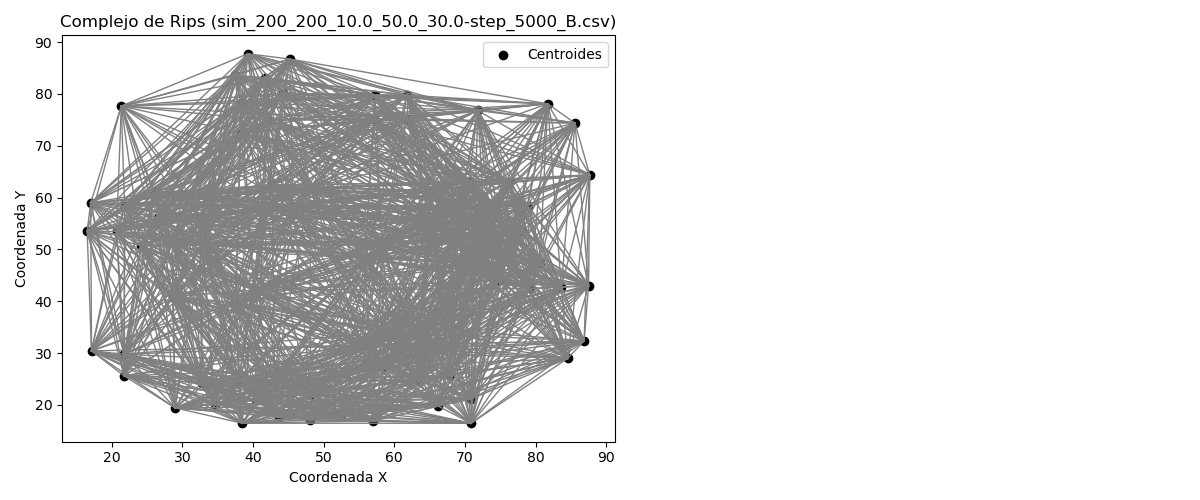 Complejo de Rips (sim_200_200_10.0_50.0_30.0-step_5000_B.csv)
Centroides
90
80
70
60
50
40
30
20
Coordenada Y
20 30 40 50 60 70 80 90
Coordenada X